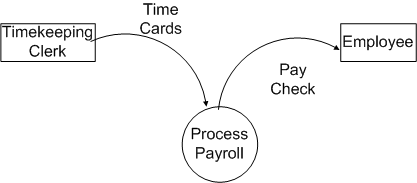 Timekeeping
Clerk
Time
Cards
Employee
Pay
Check
Process
Payroll